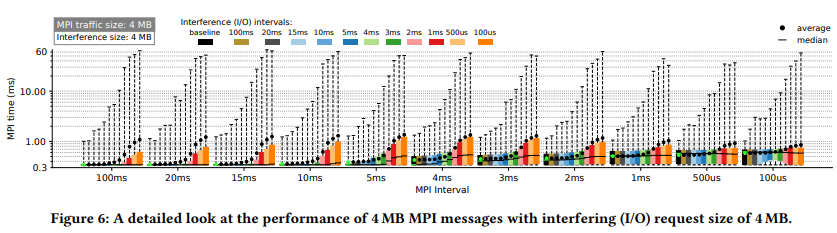 MPI traffic size: 4 MB
Interference size: 4 MB
Interference (I/O) intervals:
baseline 100ms 20ms 15ms 10ms 5ms 4ms 3ms 2ms 1ms 500us 100us
average
median
MPI time (ms)
60
10.00
1.00
0.3
100ms 20ms 15ms 10ms 5ms 4ms 3ms 2ms 1ms 500us 100us
MPI Interval
Figure 6: A detailed look at the performance of 4 MB MPI messages with interfering (I/O) request size of 4 MB.